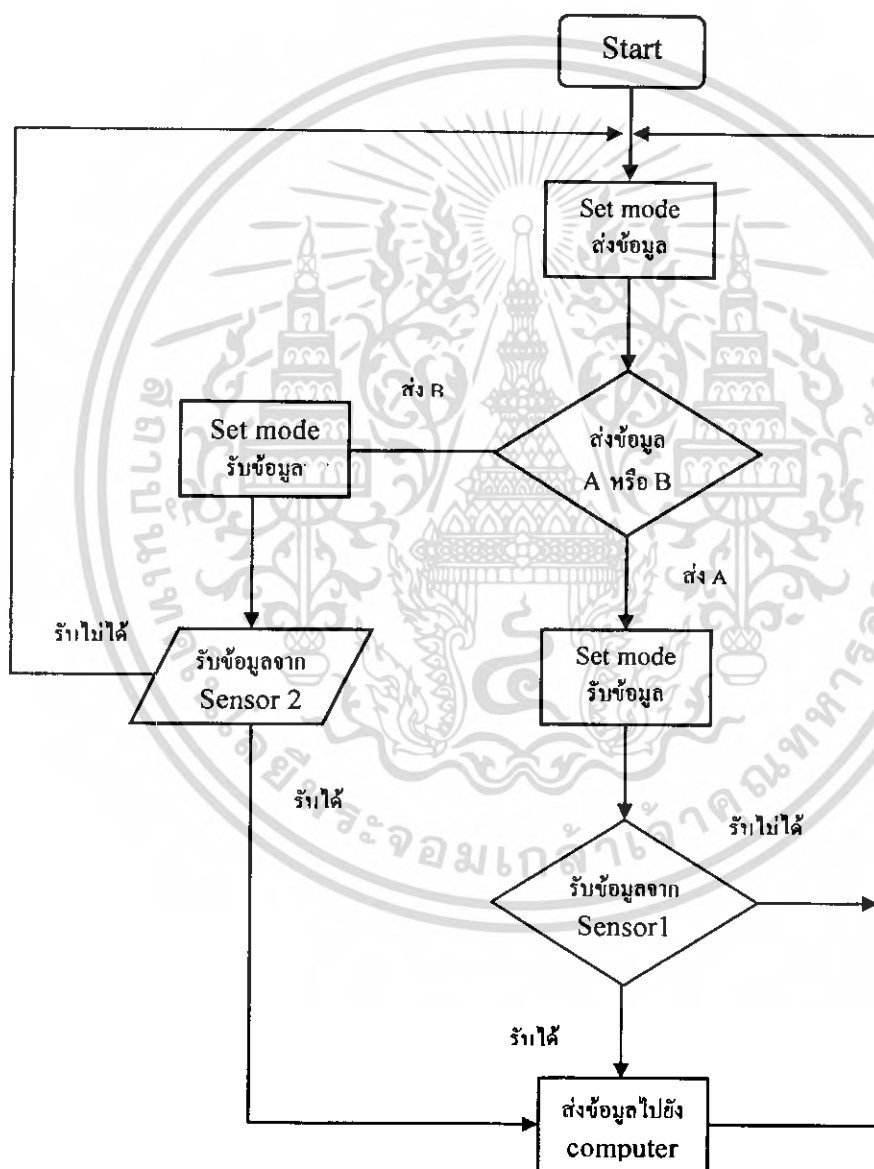 Start
Set mode
ส่งข้อมูล
ส่ง B
ส่งข้อมูล
A หรือ B
Set mode
รับข้อมูล
ส่ง A
รับไม่ได้
รับข้อมูลจาก
Sensor 2
Set mode
รับข้อมูล
รับได้
รับไม่ได้
รับข้อมูลจาก
Sensor1
รับได้
ส่งข้อมูลไปยัง
computer